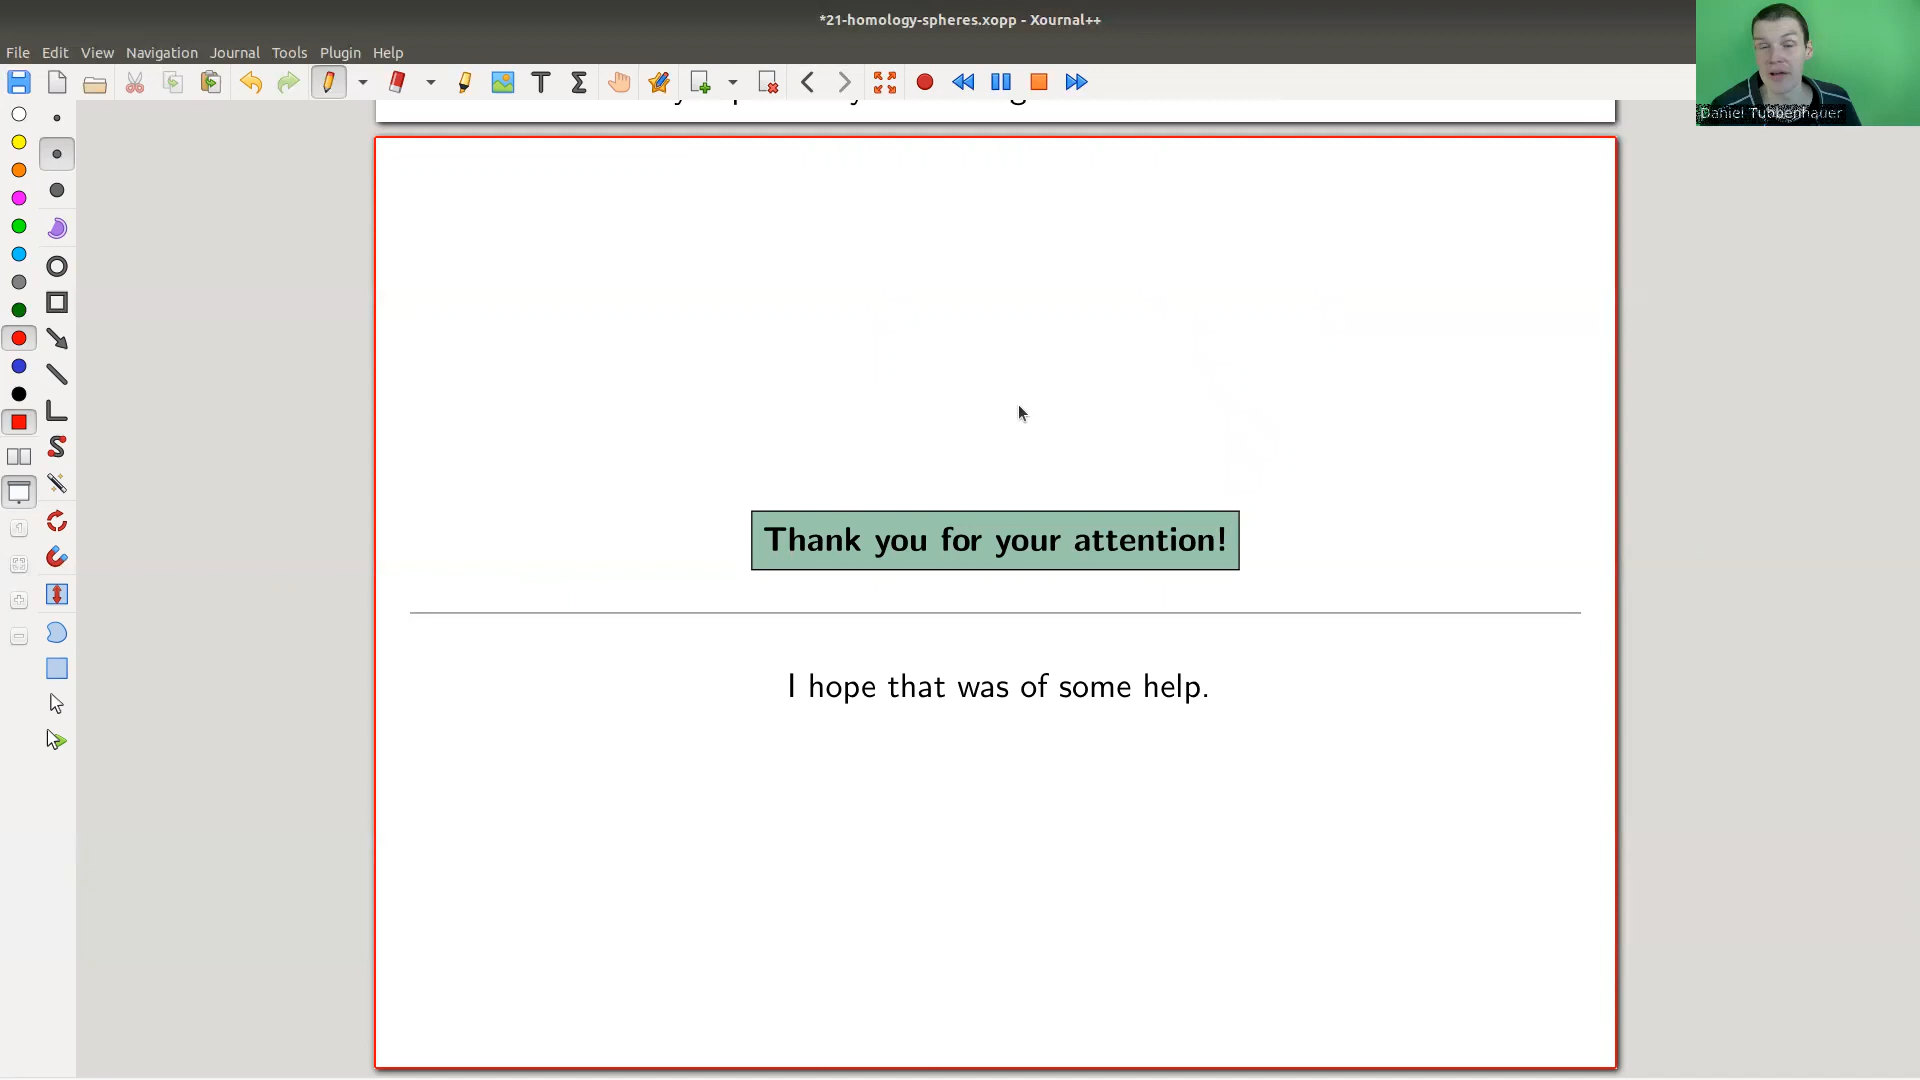 *21-homology-spheres.xopp - Xournal++
File Edit View Navigation Journal Tools Plugin Help
Daniel Tubbenhauer
Thank you for your attention!
I hope that was of some help.